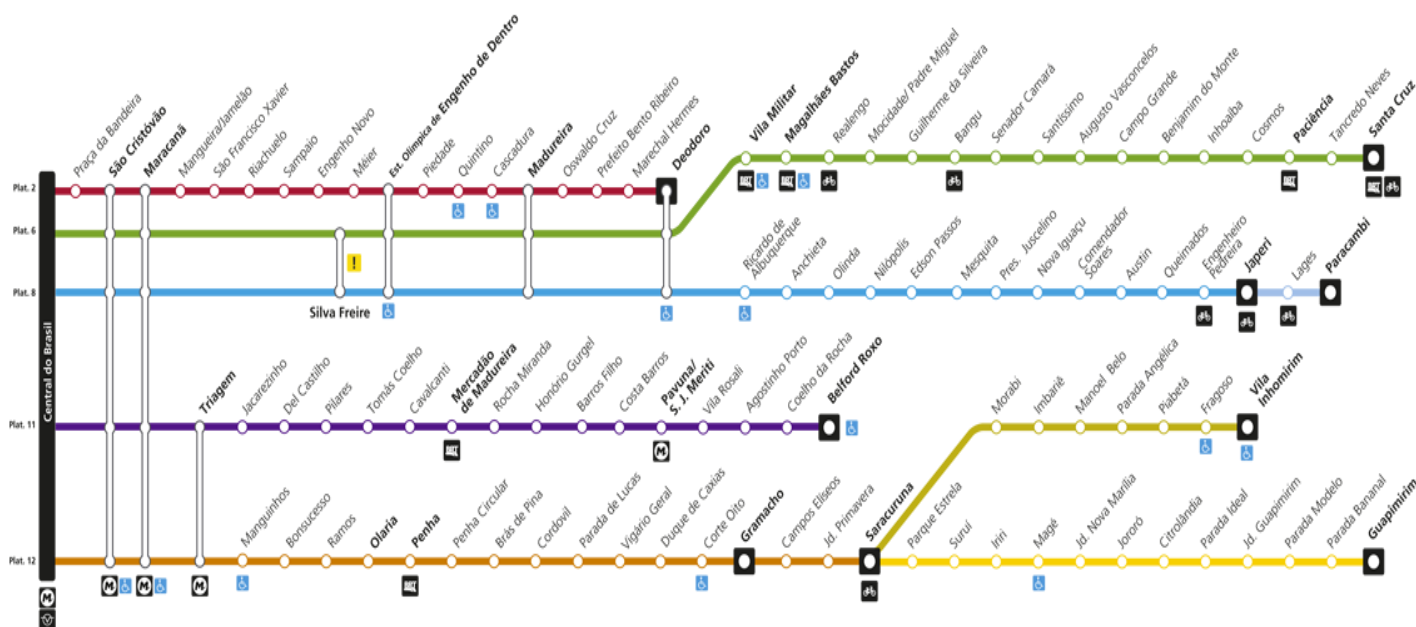 Praça da Bandeira
São Cristóvão
Maracanã
Mangueira/Jamelão
São Francisco Xavier
Riachuelo
Sampaio
Engenho Novo
Méier
Est. Olímpica de Engenho de Dentro
Piedade
Quintino
Cascadura
Madureira
Oswaldo Cruz
Prefeito Bento Ribeiro
Marechal Hermes
Deodoro
Vila Militar
Magalhães Bastos
Realengo
Mocidade/ Padre Miguel
Guilherme da Silveira
Bangu
Senador Camará
Santíssimo
Augusto Vasconcelos
Campo Grande
Benjamim do Monte
Inhoaíba
Cosmos
Paciência
Tancredo Neves
Santa Cruz
Plat. 2
Plat. 6
Plat. 8
Central do Brasil
!
Silva Freire
Ricardo de
Albuquerque
Anchieta
Olinda
Nilópolis
Edson Passos
Mesquita
Pres. Juscelino
Nova Iguaçu
Comendador
Soares
Austin
Queimados
Engenheiro
Pedreira
Japeri
Lages
Paracambi
Plat. 11
Triagem
Jacarezinho
Del Castilho
Pilares
Tomás Coelho
Cavalcanti
Mercadão
de Madureira
Rocha Miranda
Honório Gurgel
Barros Filho
Costa Barros
Pavuna/
S. J. Meriti
Vila Rosali
Agostinho Porto
Coelho da Rocha
Belford Roxo
M
Morabi
Imbariê
Manoel Belo
Parada Angélica
Piabetá
Fragoso
Vila
Inhomirim
Plat. 12
Manguinhos
Bonsucesso
Ramos
Olaria
Penha
Penha Circular
Brás de Pina
Cordovil
Parada de Lucas
Vigário Geral
Duque de Caxias
Corte Oito
Gramacho
Campos Elíseos
Jd. Primavera
Saracuruna
Parque Estrela
Suruí
Iriri
Magé
Jd. Nova Marília
Jororó
Citrolândia
Parada Ideal
Jd. Guapimirim
Parada Modelo
Parada Bananal
Guapimirim
M
M
M
M